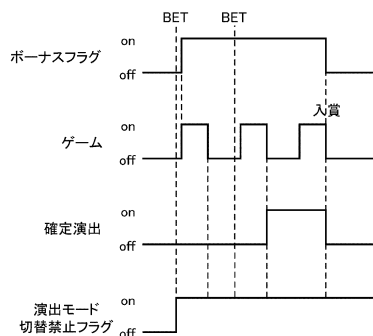 BET BET
on
ボーナスフラグ
off
入賞
on
ゲーム
off
on
確定演出
off
on
演出モード
切替禁止フラグ
off